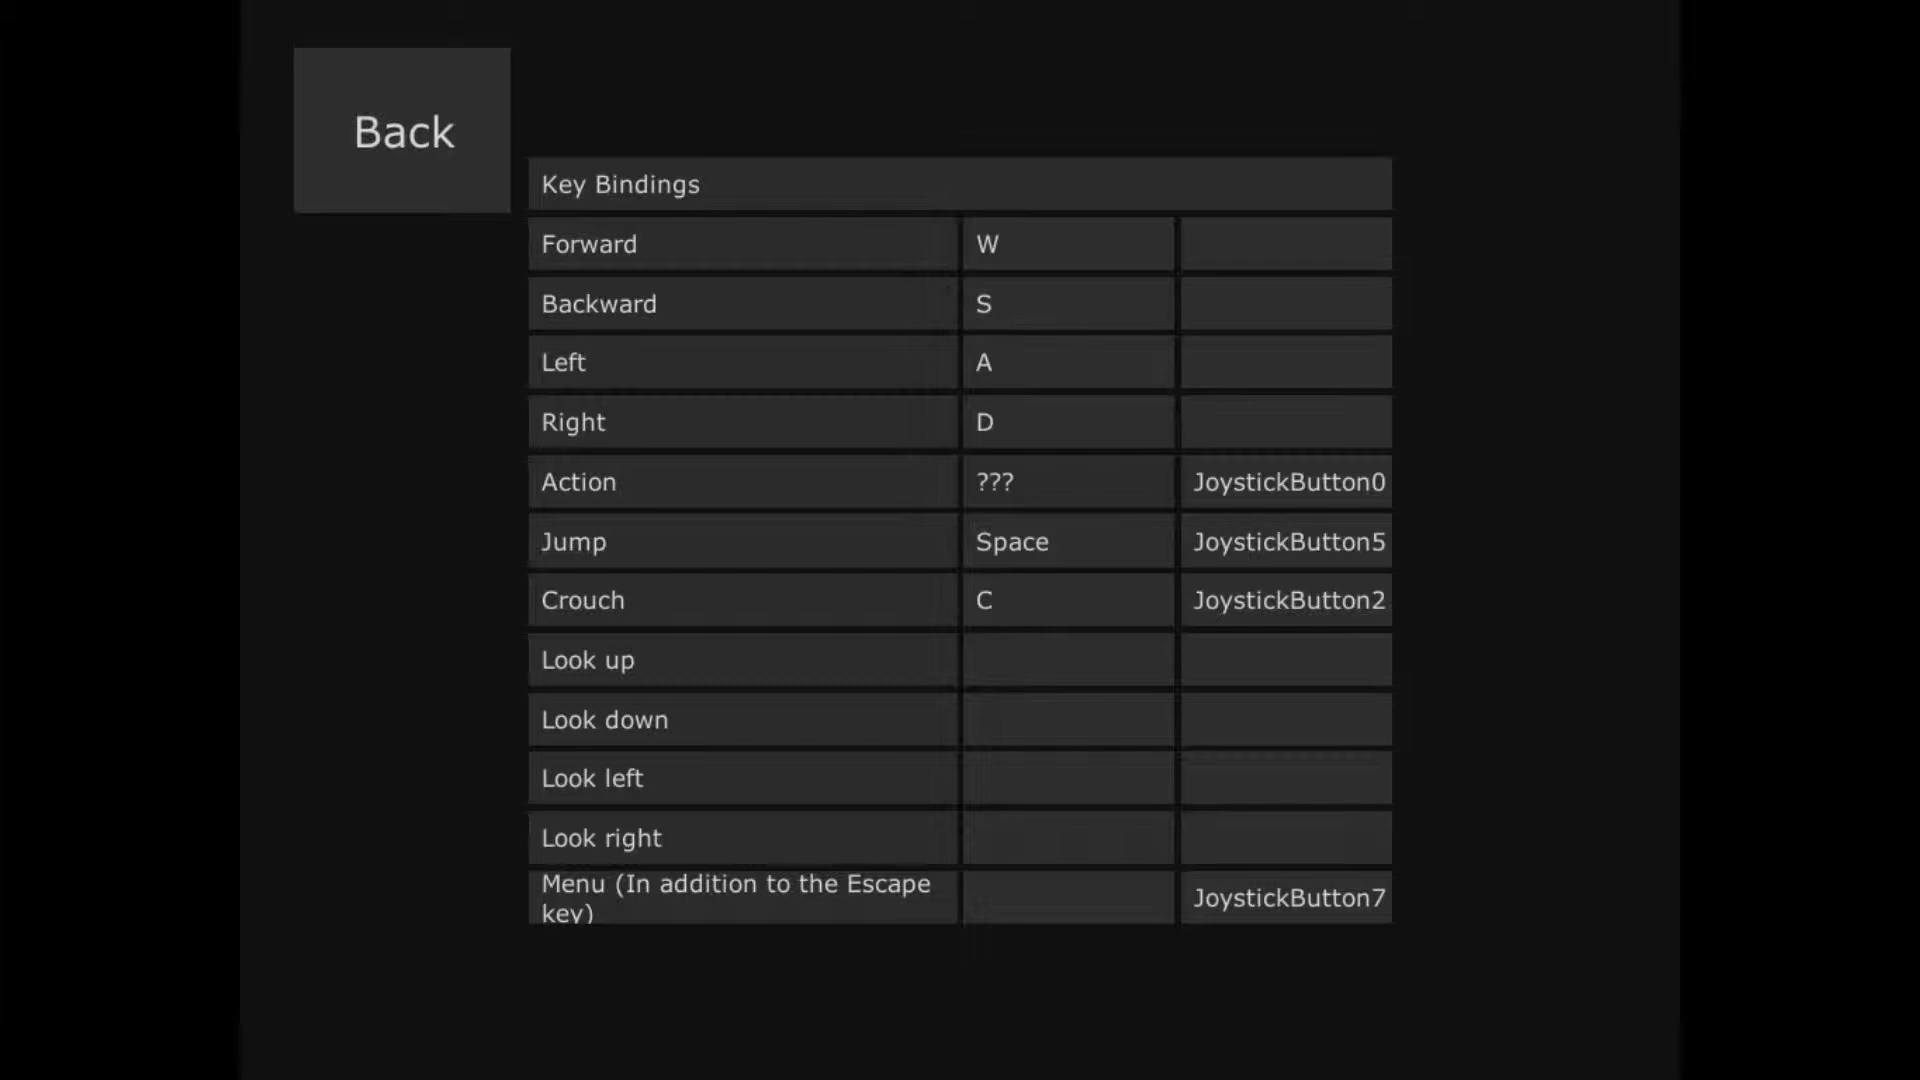 Back
Key Bindings
Forward W
Backward S
Left A
Right D
Action ??? JoystickButton0
Jump Space JoystickButton5
Crouch C JoystickButton2
Look up
Look down
Look left
Look right
Menu (In addition to the Escape
key) JoystickButton7